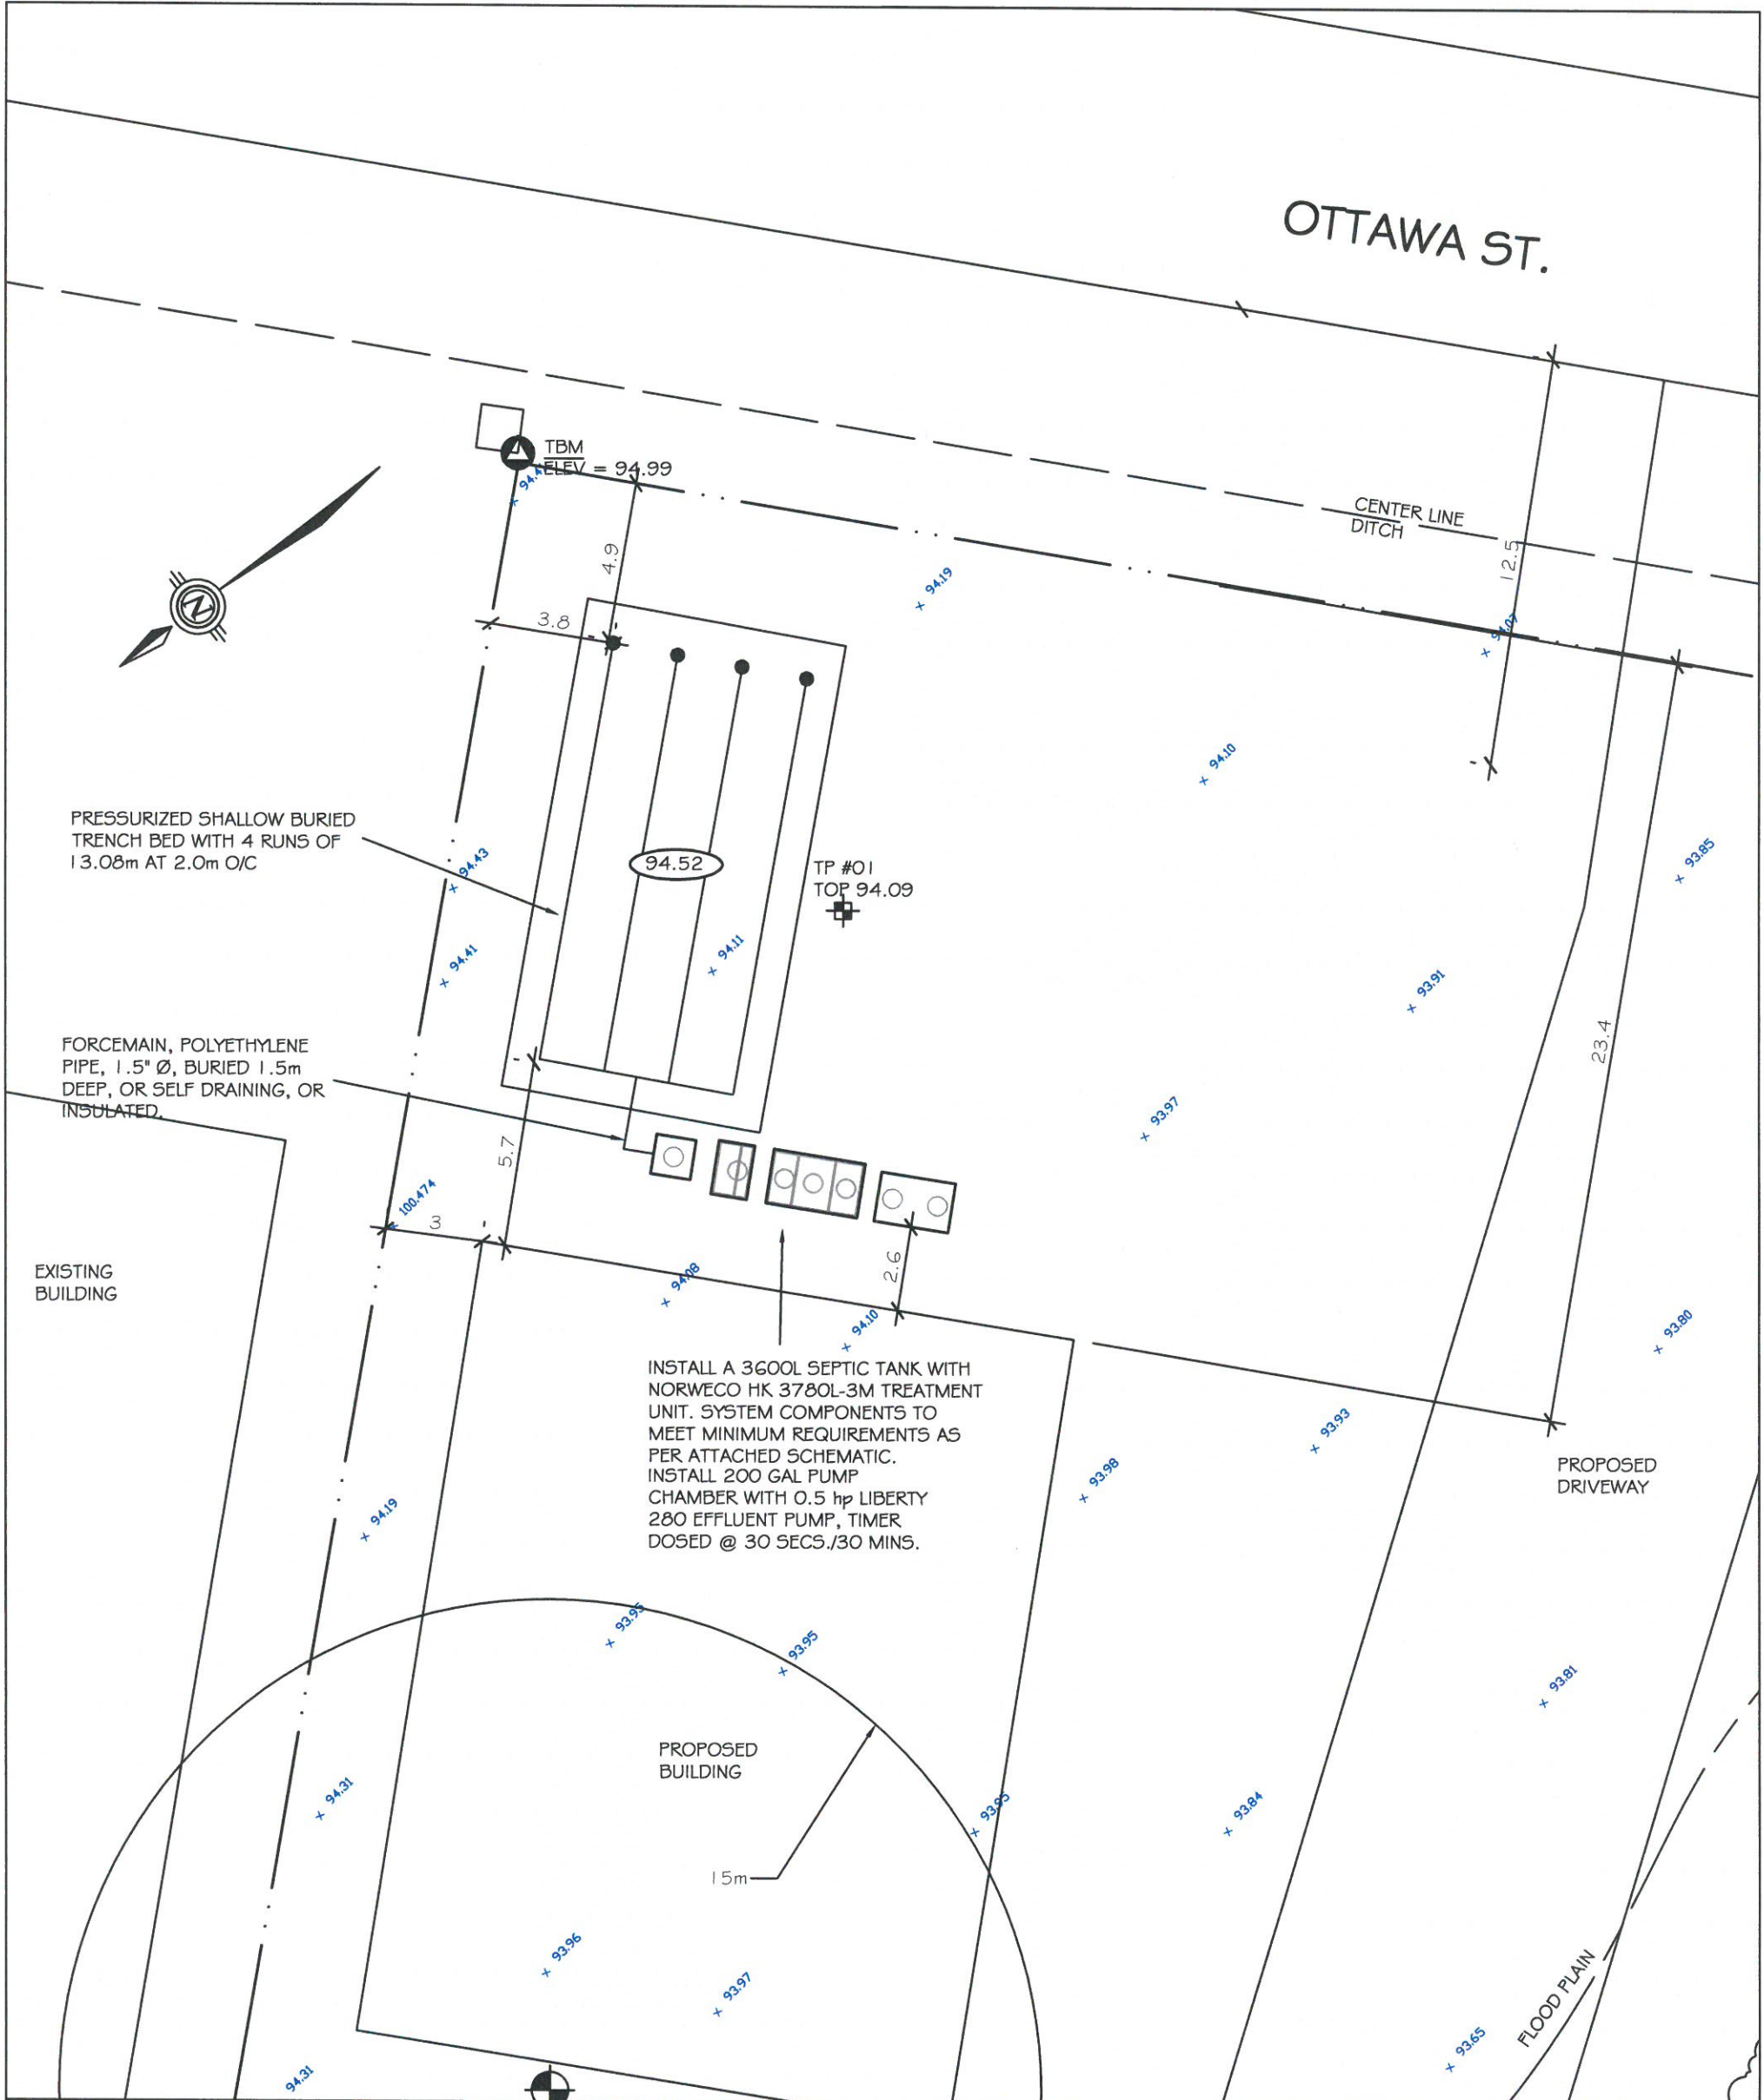 OTTAWA ST.
TBM
ELEV = 94.99
CENTER LINE
DITCH
12.5
4.9
94.19
3.8
N
94.10
PRESSURIZED SHALLOW BURIED
TRENCH BED WITH 4 RUNS OF
13.08m AT 2.0m O/C
94.43
94.52
TP #01
TOP 94.09
93.85
94.41
94.11
93.91
FORCEMAIN, POLYETHYLENE
PIPE, 1.5" Ø, BURIED 1.5m
DEEP, OR SELF DRAINING, OR
INSULATED.
23.4
93.97
5.7
100.474
3
EXISTING
BUILDING
94.08
2.6
94.10
93.80
INSTALL A 3600L SEPTIC TANK WITH
NORWECO HK 3780L-3M TREATMENT
UNIT. SYSTEM COMPONENTS TO
MEET MINIMUM REQUIREMENTS AS
PER ATTACHED SCHEMATIC.
INSTALL 200 GAL PUMP
CHAMBER WITH 0.5 hp LIBERTY
280 EFFLUENT PUMP, TIMER
DOSED @ 30 SECS./30 MINS.
93.93
93.98
PROPOSED
DRIVEWAY
94.19
93.95
93.95
93.81
PROPOSED
BUILDING
94.31
93.95
93.84
15m
93.96
93.97
FLOOD PLAIN
93.65
94.31